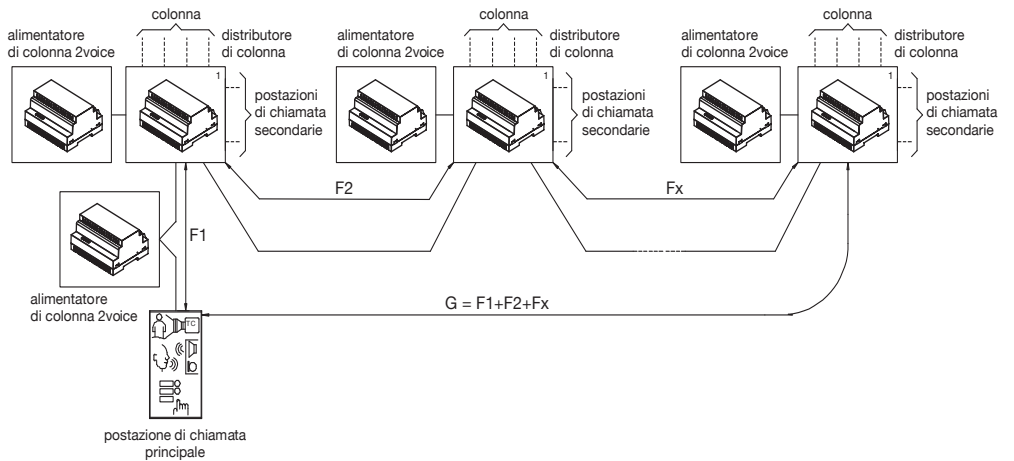 colonna
colonna
colonna
alimentatore
di colonna 2voice
distributore
di colonna
alimentatore
di colonna 2voice
distributore
di colonna
alimentatore
di colonna 2voice
distributore
di colonna
1
postazioni
di chiamata
secondarie
1
postazioni
di chiamata
secondarie
1
postazioni
di chiamata
secondarie
F2
Fx
F1
alimentatore
di colonna 2voice
G = F1+F2+Fx
TC
postazione di chiamata
principale